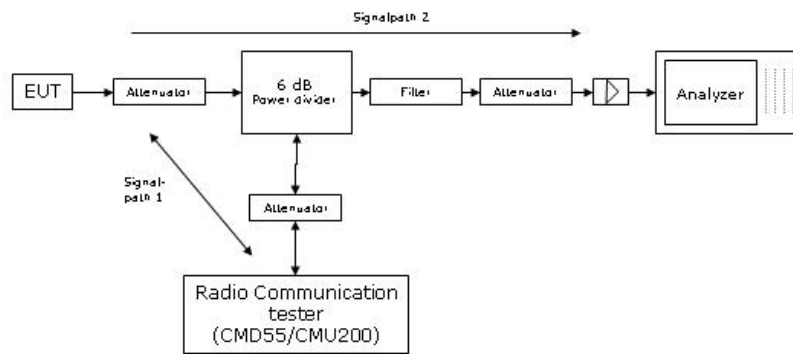 Signalpath 2
EUT
Attenuator
6 dB
Power divider
Filter
Attenuator
Analyzer
Signal-
path 1
Attenuator
Radio Communication
tester
(CMD55/CMU200)